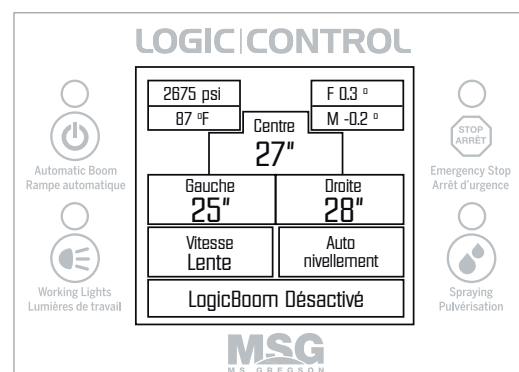 LOGIC|CONTROL
2675 psi
87 ºF
F 0.3 º
M -0.2 º
Centre
27"
Gauche
25"
Droite
28"
Vitesse
Lente
Auto
nivellement
LogicBoom Désactivé
Automatic Boom
Rampe automatique
Working Lights
Lumières de travail
STOP
ARRÊT
Emergency Stop
Arrêt d'urgence
Spraying
Pulvérisation
MSG
MS GREGSON